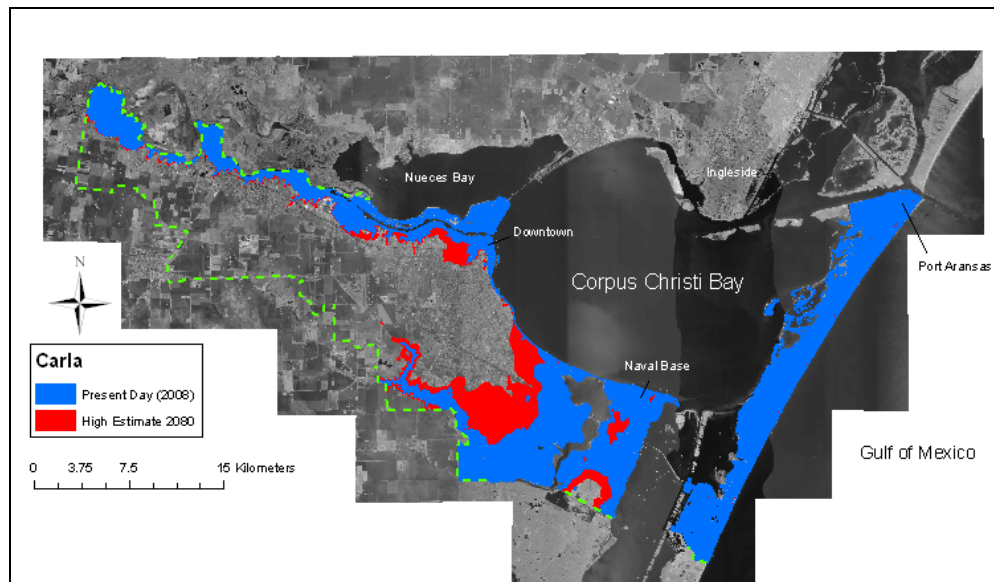 Nueces Bay
Ingleside
Downtown
Port Aransas
Corpus Christi Bay
N
Naval Base
Carla
Present Day (2008)
High Estimate 2080
Gulf of Mexico
0 3.75 7.5 15 Kilometers